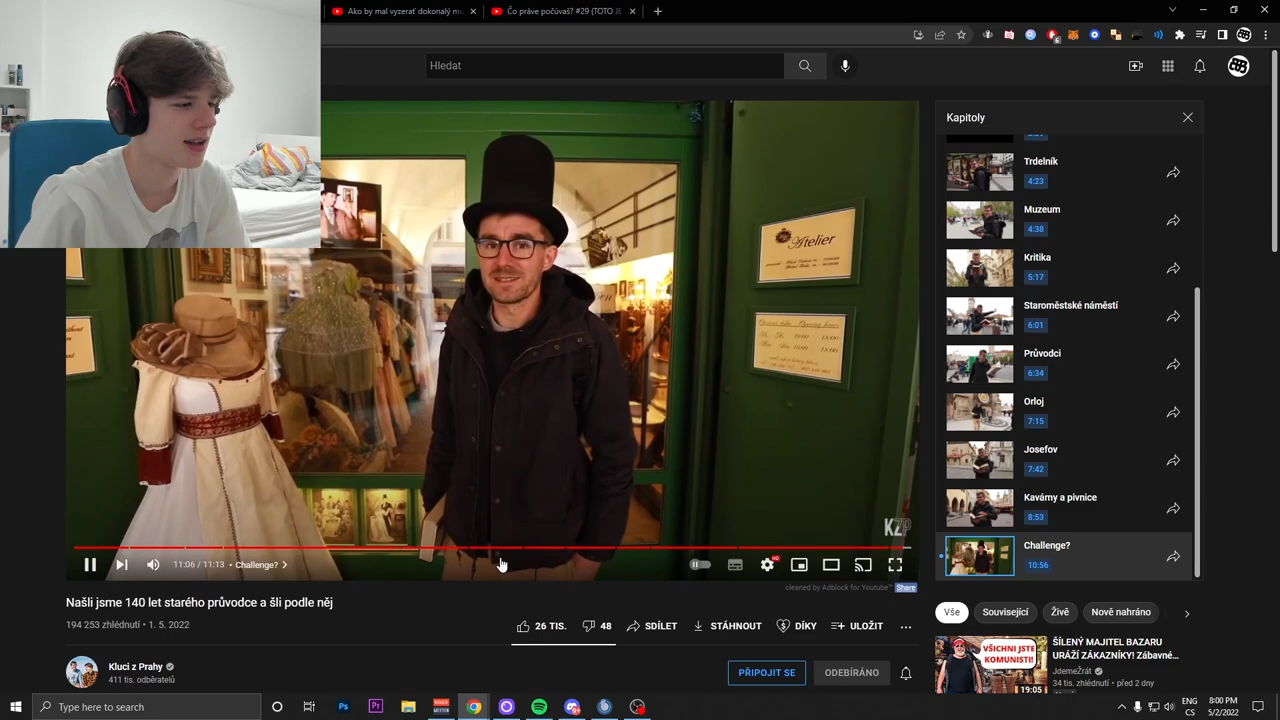 Ako by mal vyzerať dokonalý mu
Čo práve počúvaš? #29 (TOTO JE
Hledat
Kapitoly
Trdelník
4:23
Muzeum
4:38
Kritika
5:17
Staroměstské náměstí
6:01
Průvodci
6:34
Orloj
7:15
Josefov
7:42
Kavárny a pivnice
8:53
Challenge?
10:56
Atelier
KZP
11:06 / 11:13 • Challenge?
cleaned by Adblock for Youtube™ Share
Našli jsme 140 let starého průvodce a šli podle něj
194 253 zhlédnutí • 1. 5. 2022
26 TIS. 48 SDÍLET STÁHNOUT DÍKY ULOŽIT
Kluci z Prahy
411 tis. odběratelů
PŘIPOJIT SE ODEBÍRÁNO
Vše Související Živě Nově nahráno
VŠICHNI JSTE KOMUNISTI!
19:05
ŠÍLENÝ MAJITEL BAZARU
URÁŽÍ ZÁKAZNÍKY! Zábavné...
JdemeŽrát
34 tis. zhlédnutí • před 2 dny
Type here to search
ENG
CS
8:00 PM
5/2/2022